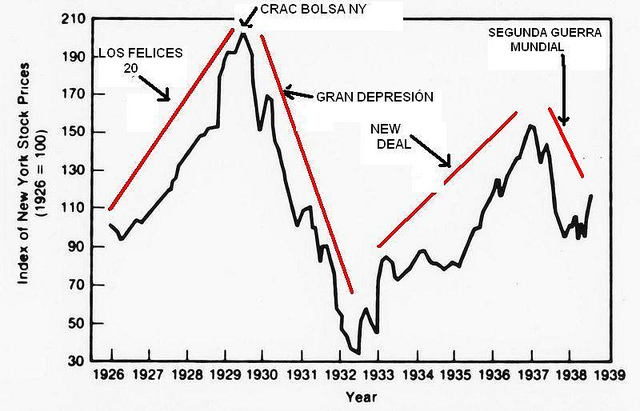 CRAC BOLSA NY
LOS FELICES
20
GRAN DEPRESIÓN
NEW
DEAL
SEGUNDA GUERRA
MUNDIAL
Index of New York Stock Prices
(1926 = 100)
210
190
170
150
130
110
90
70
50
30
1926 1927 1928 1929 1930 1931 1932 1933 1934 1935 1936 1937 1938 1939
Year